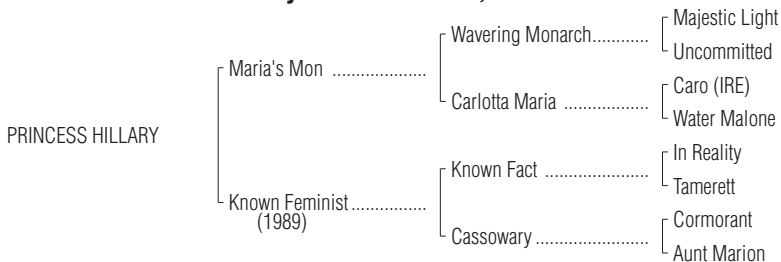 Majestic Light
Wavering Monarch.............
Uncommitted
Maria's Mon ....................
Caro (IRE)
Carlotta Maria ...................
Water Malone
PRINCESS HILLARY
In Reality
Known Fact .......................
Tamerett
Known Feminist................
(1989)
Cormorant
Cassowary .........................
Aunt Marion